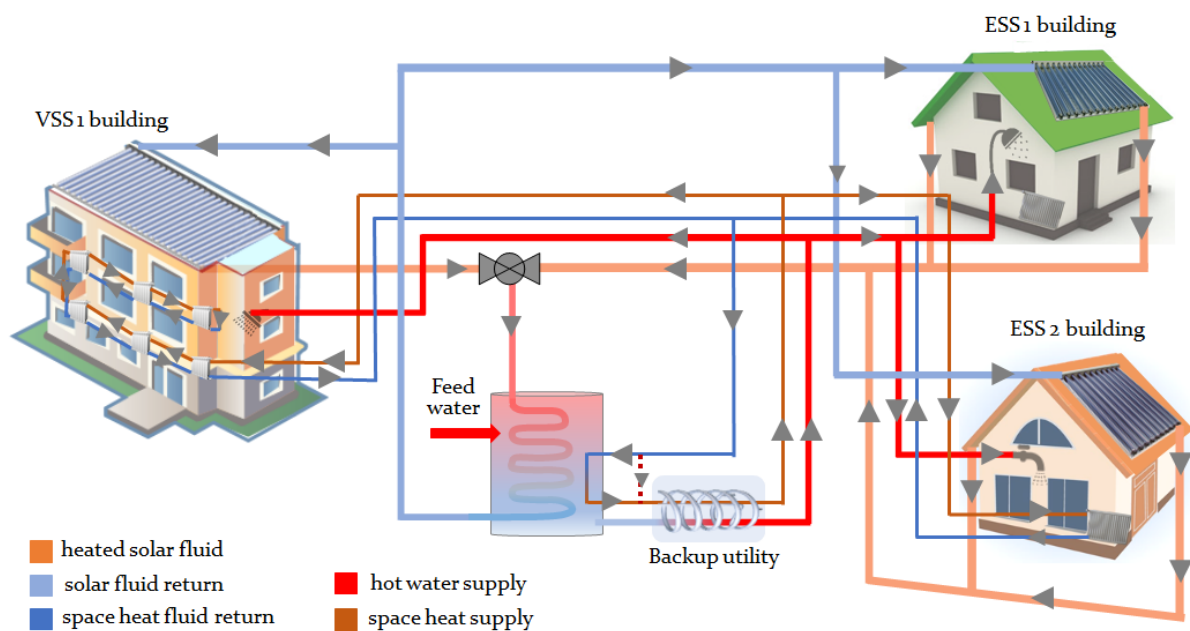 ESS 1 building
VSS 1 building
ESS 2 building
Feed
water
Backup utility
heated solar fluid
solar fluid return
space heat fluid return
hot water supply
space heat supply